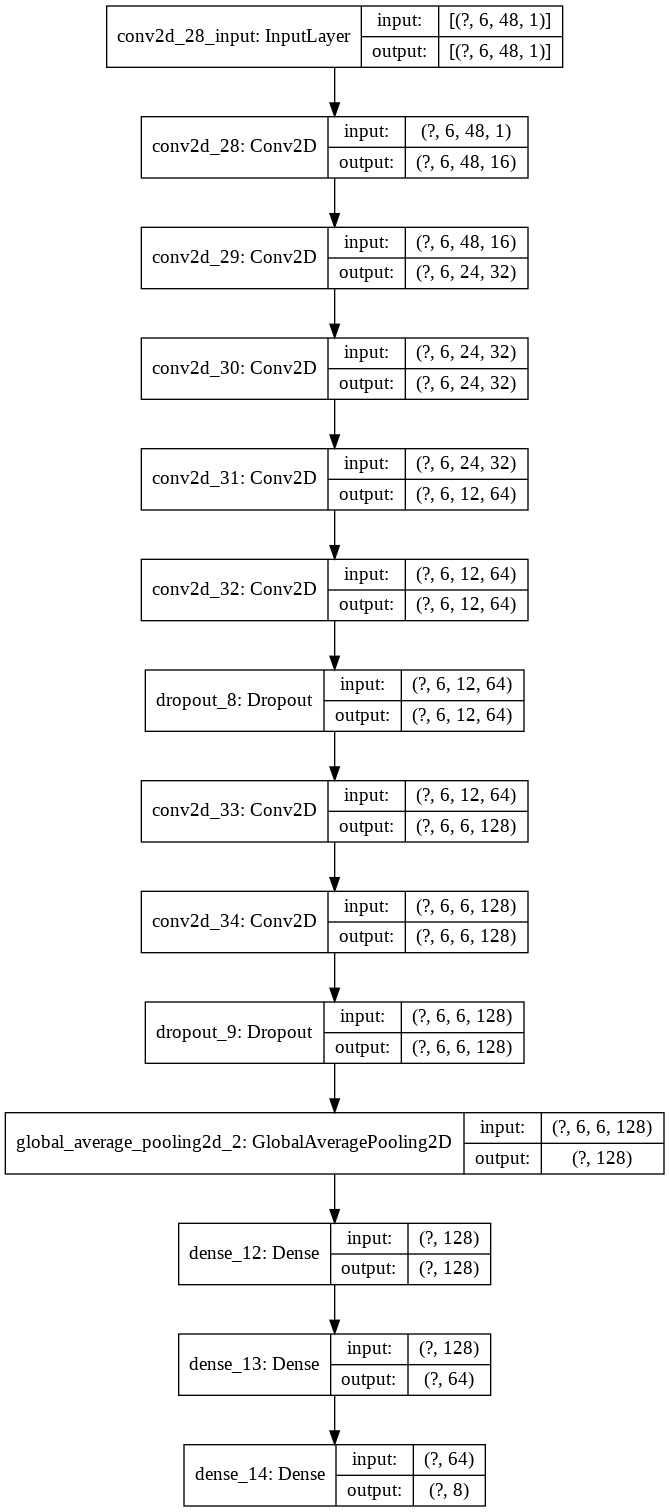 conv2d_28_input: InputLayer
input: [(?, 6, 48, 1)]
output: [(?, 6, 48, 1)]
conv2d_28: Conv2D
input: (?, 6, 48, 1)
output: (?, 6, 48, 16)
conv2d_29: Conv2D
input: (?, 6, 48, 16)
output: (?, 6, 24, 32)
conv2d_30: Conv2D
input: (?, 6, 24, 32)
output: (?, 6, 24, 32)
conv2d_31: Conv2D
input: (?, 6, 24, 32)
output: (?, 6, 12, 64)
conv2d_32: Conv2D
input: (?, 6, 12, 64)
output: (?, 6, 12, 64)
dropout_8: Dropout
input: (?, 6, 12, 64)
output: (?, 6, 12, 64)
conv2d_33: Conv2D
input: (?, 6, 12, 64)
output: (?, 6, 6, 128)
conv2d_34: Conv2D
input: (?, 6, 6, 128)
output: (?, 6, 6, 128)
dropout_9: Dropout
input: (?, 6, 6, 128)
output: (?, 6, 6, 128)
global_average_pooling2d_2: GlobalAveragePooling2D
input: (?, 6, 6, 128)
output: (?, 128)
dense_12: Dense
input: (?, 128)
output: (?, 128)
dense_13: Dense
input: (?, 128)
output: (?, 64)
dense_14: Dense
input: (?, 64)
output: (?, 8)